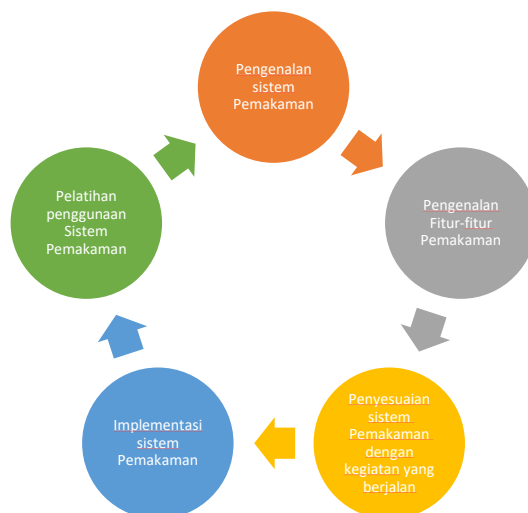 Pengenalan
sistem
Pemakaman
Pengenalan
Fitur-fitur
Pemakaman
Penyesuaian
sistem
Pemakaman
dengan
kegiatan yang
berjalan
Implementasi
sistem
Pemakaman
Pelatihan
penggunaan
Sistem
Pemakaman